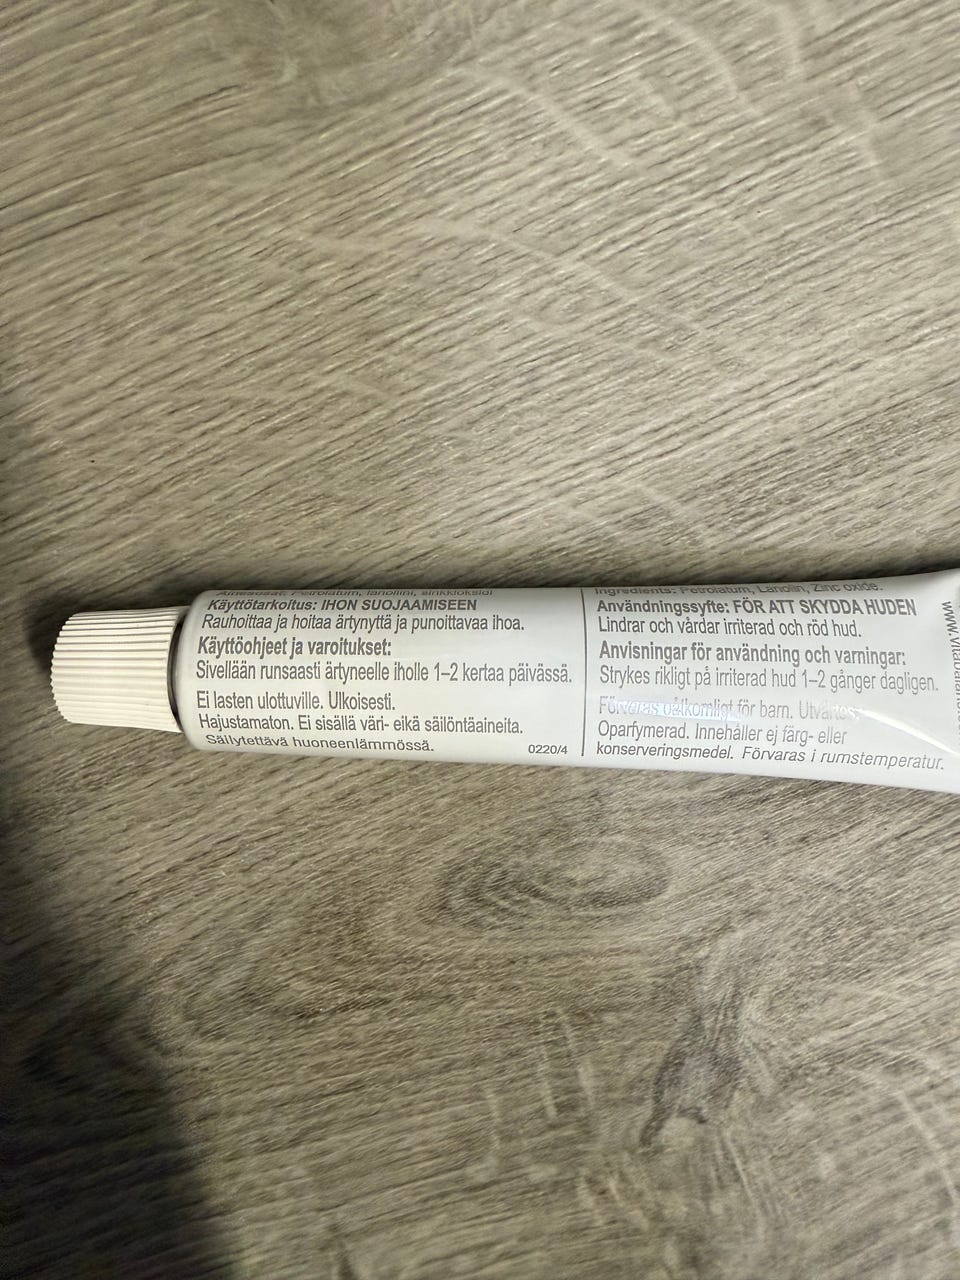 Ainesosat: Petrolatum, lanoliini, sinkkioksidi
Käyttötarkoitus: IHON SUOJAAMISEEN
Rauhoittaa ja hoitaa ärtynyttä ja punoittavaa ihoa.
Käyttöohjeet ja varoitukset:
Sivellään runsaasti ärtyneelle iholle 1–2 kertaa päivässä.
Ei lasten ulottuville. Ulkoisesti.
Hajustamaton. Ei sisällä väri- eikä säilöntäaineita.
Säilytettävä huoneenlämmössä.
0220/4
Ingredients: Petrolatum, Lanolin, Zinc oxide.
Användningssyfte: FÖR ATT SKYDDA HUDEN
Lindrar och vårdar irriterad och röd hud.
Anvisningar för användning och varningar:
Strykes rikligt på irriterad hud 1–2 gånger dagligen.
Förvaras oåtkomligt för barn. Utvärtes.
Oparfymerad. Innehåller ej färg- eller
konserveringsmedel. Förvaras i rumstemperatur.